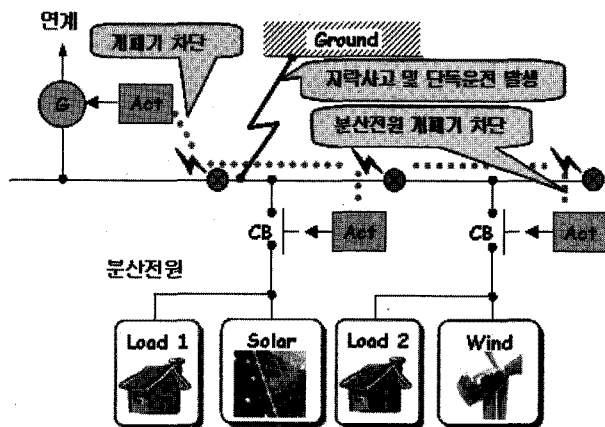 연계
개폐기 차단
Ground
지락사고 및 단독운전 발생
G
Act
분산전원 개폐기 차단
CB
Act
CB
Act
분산전원
Load 1
Solar
Load 2
Wind